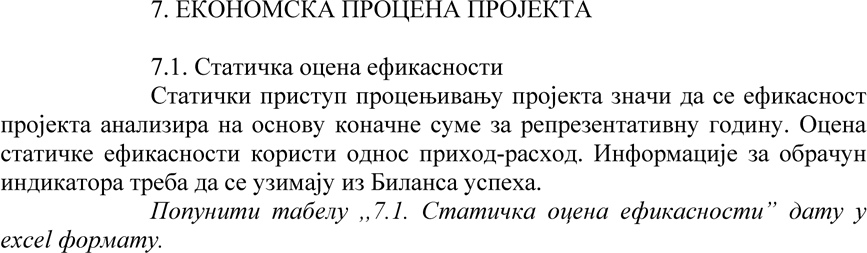 7. ЕКОНОМСКА ПРОЦЕНА ПРОЈЕКТА
7.1. Статичка оцена ефикасности
Статички приступ процењивању пројекта значи да се ефикасност
пројекта анализира на основу коначне суме за репрезентативну годину. Оцена
статичке ефикасности користи однос приход-расход. Информације за обрачун
индикатора треба да се узимају из Биланса успеха.
Попунити табелу ,,7.1. Статичка оцена ефикасности” дату у
excel формату.